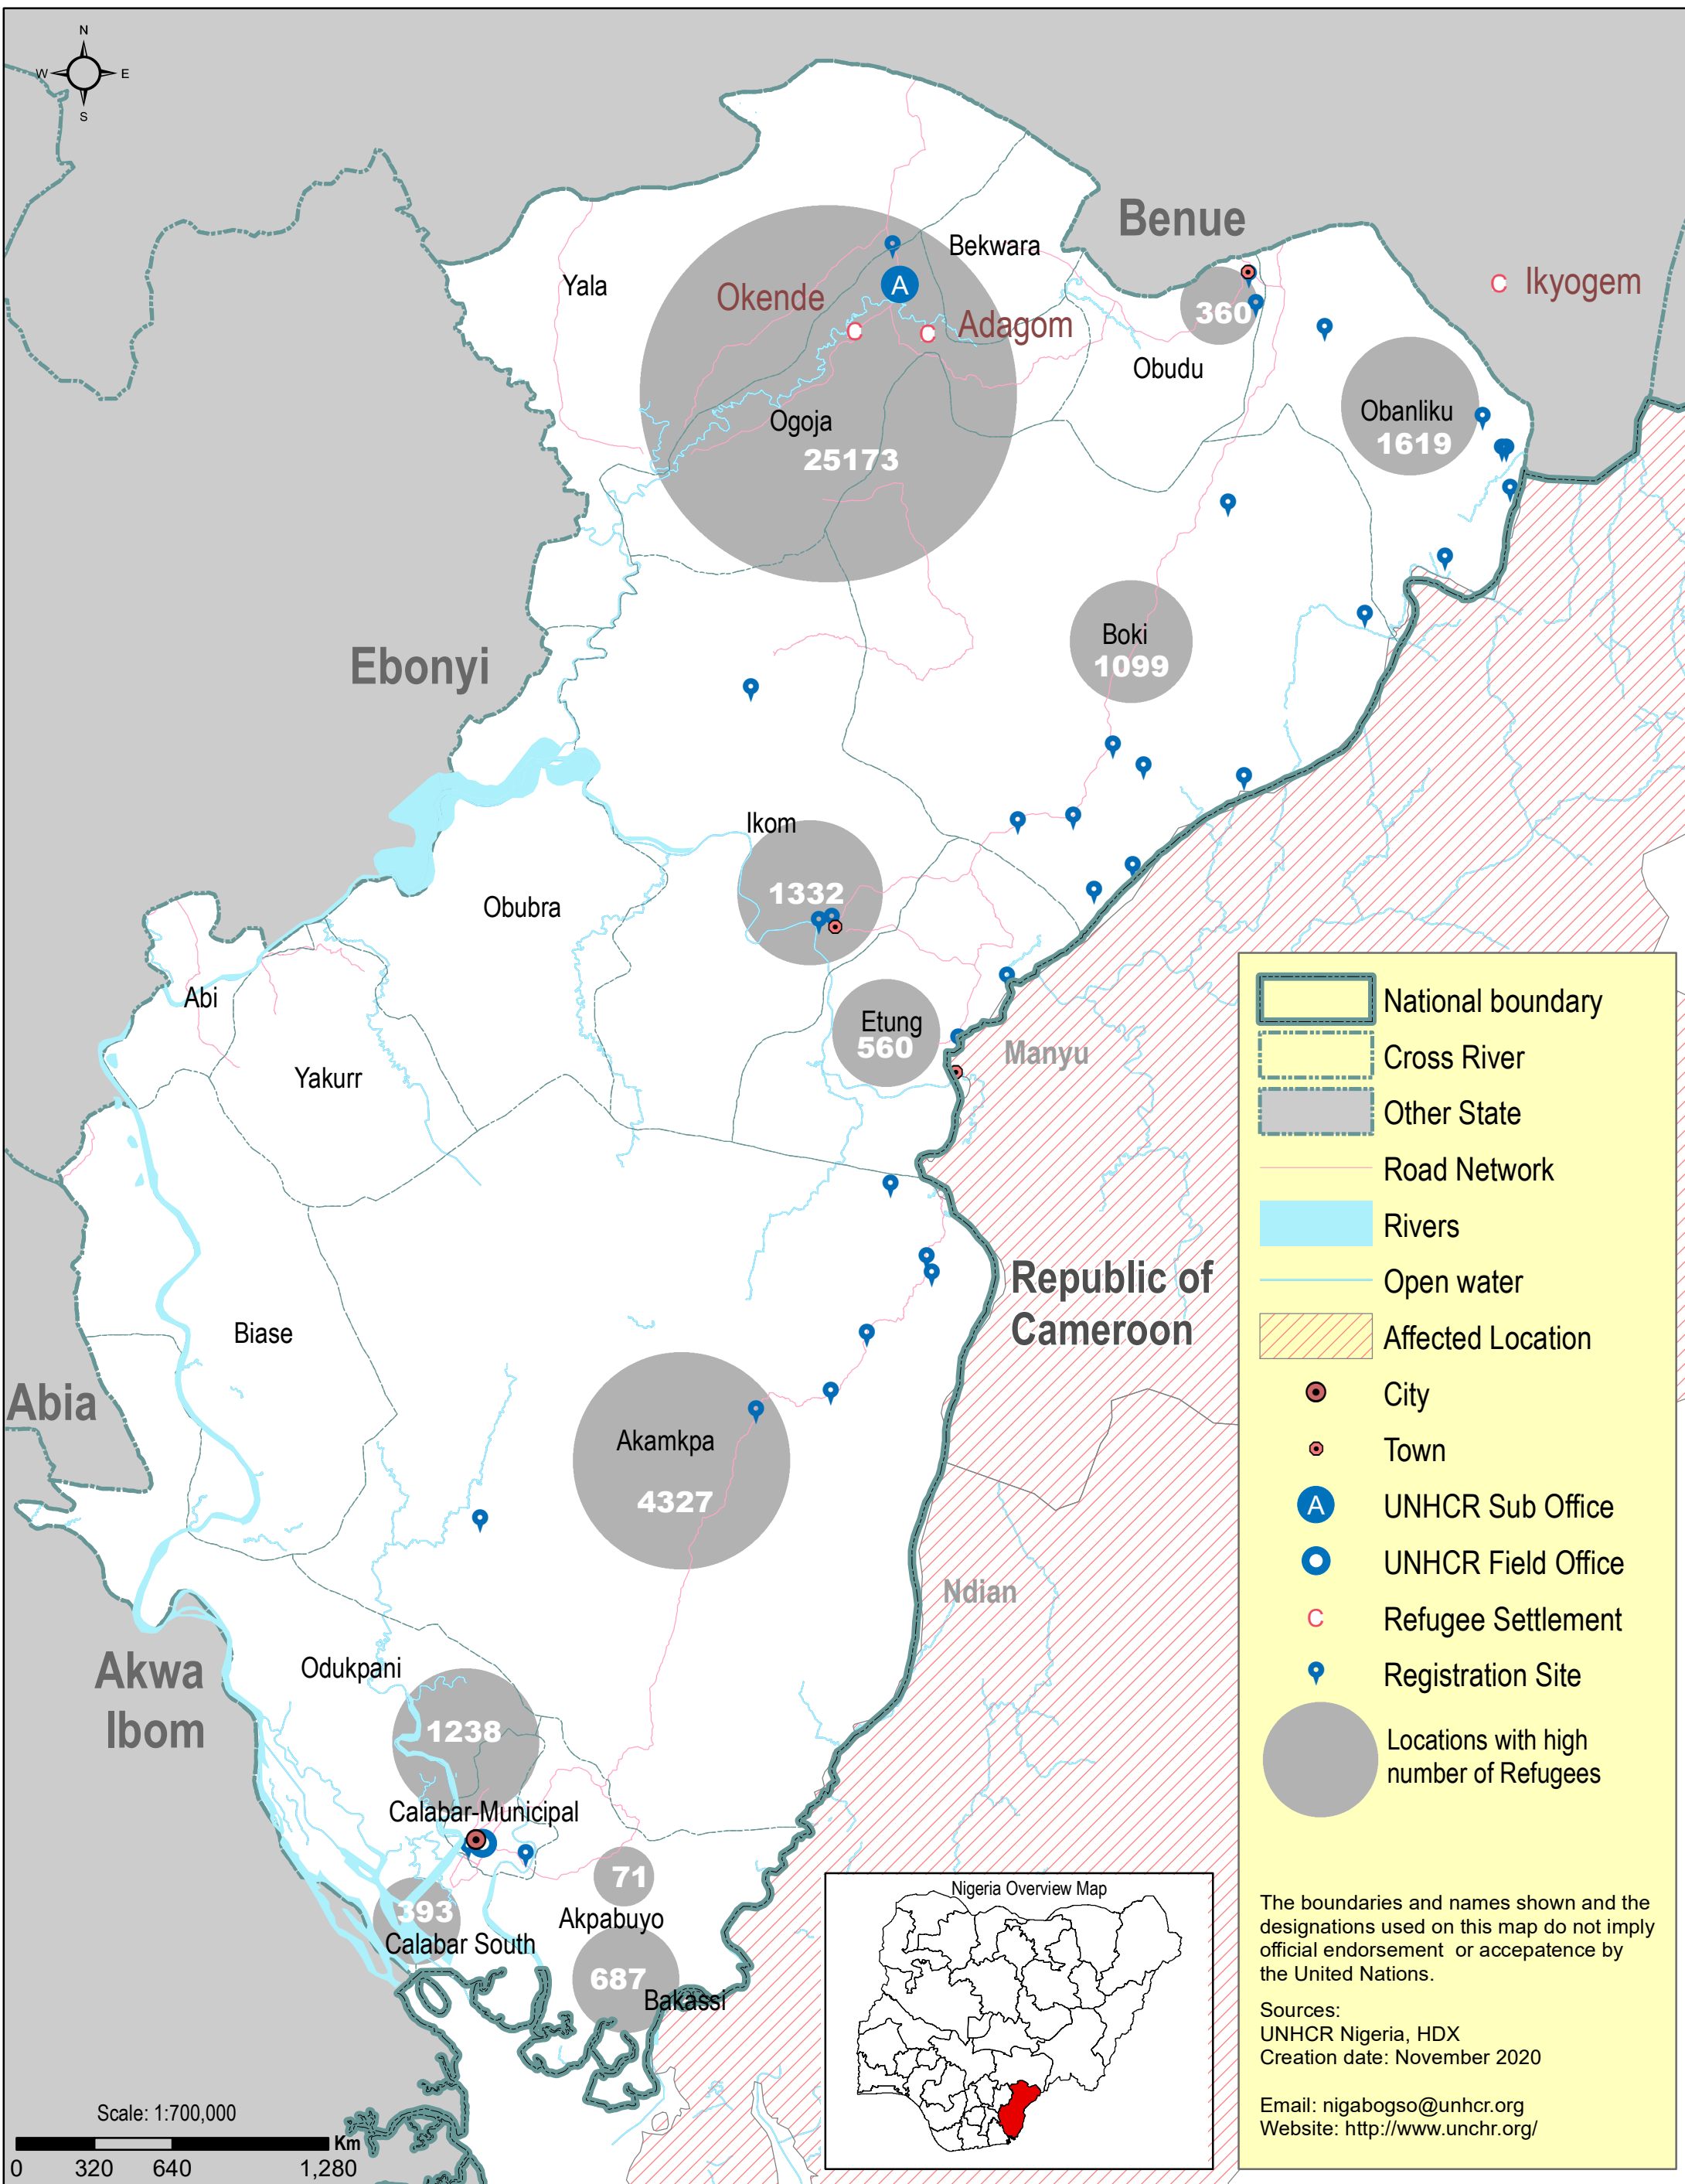 N
W
E
S
Benue
Bekwara
Yala
Okende
A
Adagom
Ikyogem
360
Obudu
Obanliku
1619
Ogoja
25173
Boki
1099
Ebonyi
Ikom
1332
Obubra
Abi
Etung
560
Manyu
Yakurr
Republic of
Cameroon
Biase
Abia
Akamkpa
4327
Ndian
Akwa
Ibom
Odukpani
1238
Calabar-Municipal
71
Akpabuyo
393
Calabar South
687
Bakassi
National boundary
Cross River
Other State
Road Network
Rivers
Open water
Affected Location
City
Town
A UNHCR Sub Office
UNHCR Field Office
C Refugee Settlement
Registration Site
Locations with high
number of Refugees
The boundaries and names shown and the
designations used on this map do not imply
official endorsement or accepatence by
the United Nations.
Sources:
UNHCR Nigeria, HDX
Creation date: November 2020
Email: nigabogso@unhcr.org
Website: http://www.unchr.org/
Nigeria Overview Map
Scale: 1:700,000
Km
0 320 640 1,280